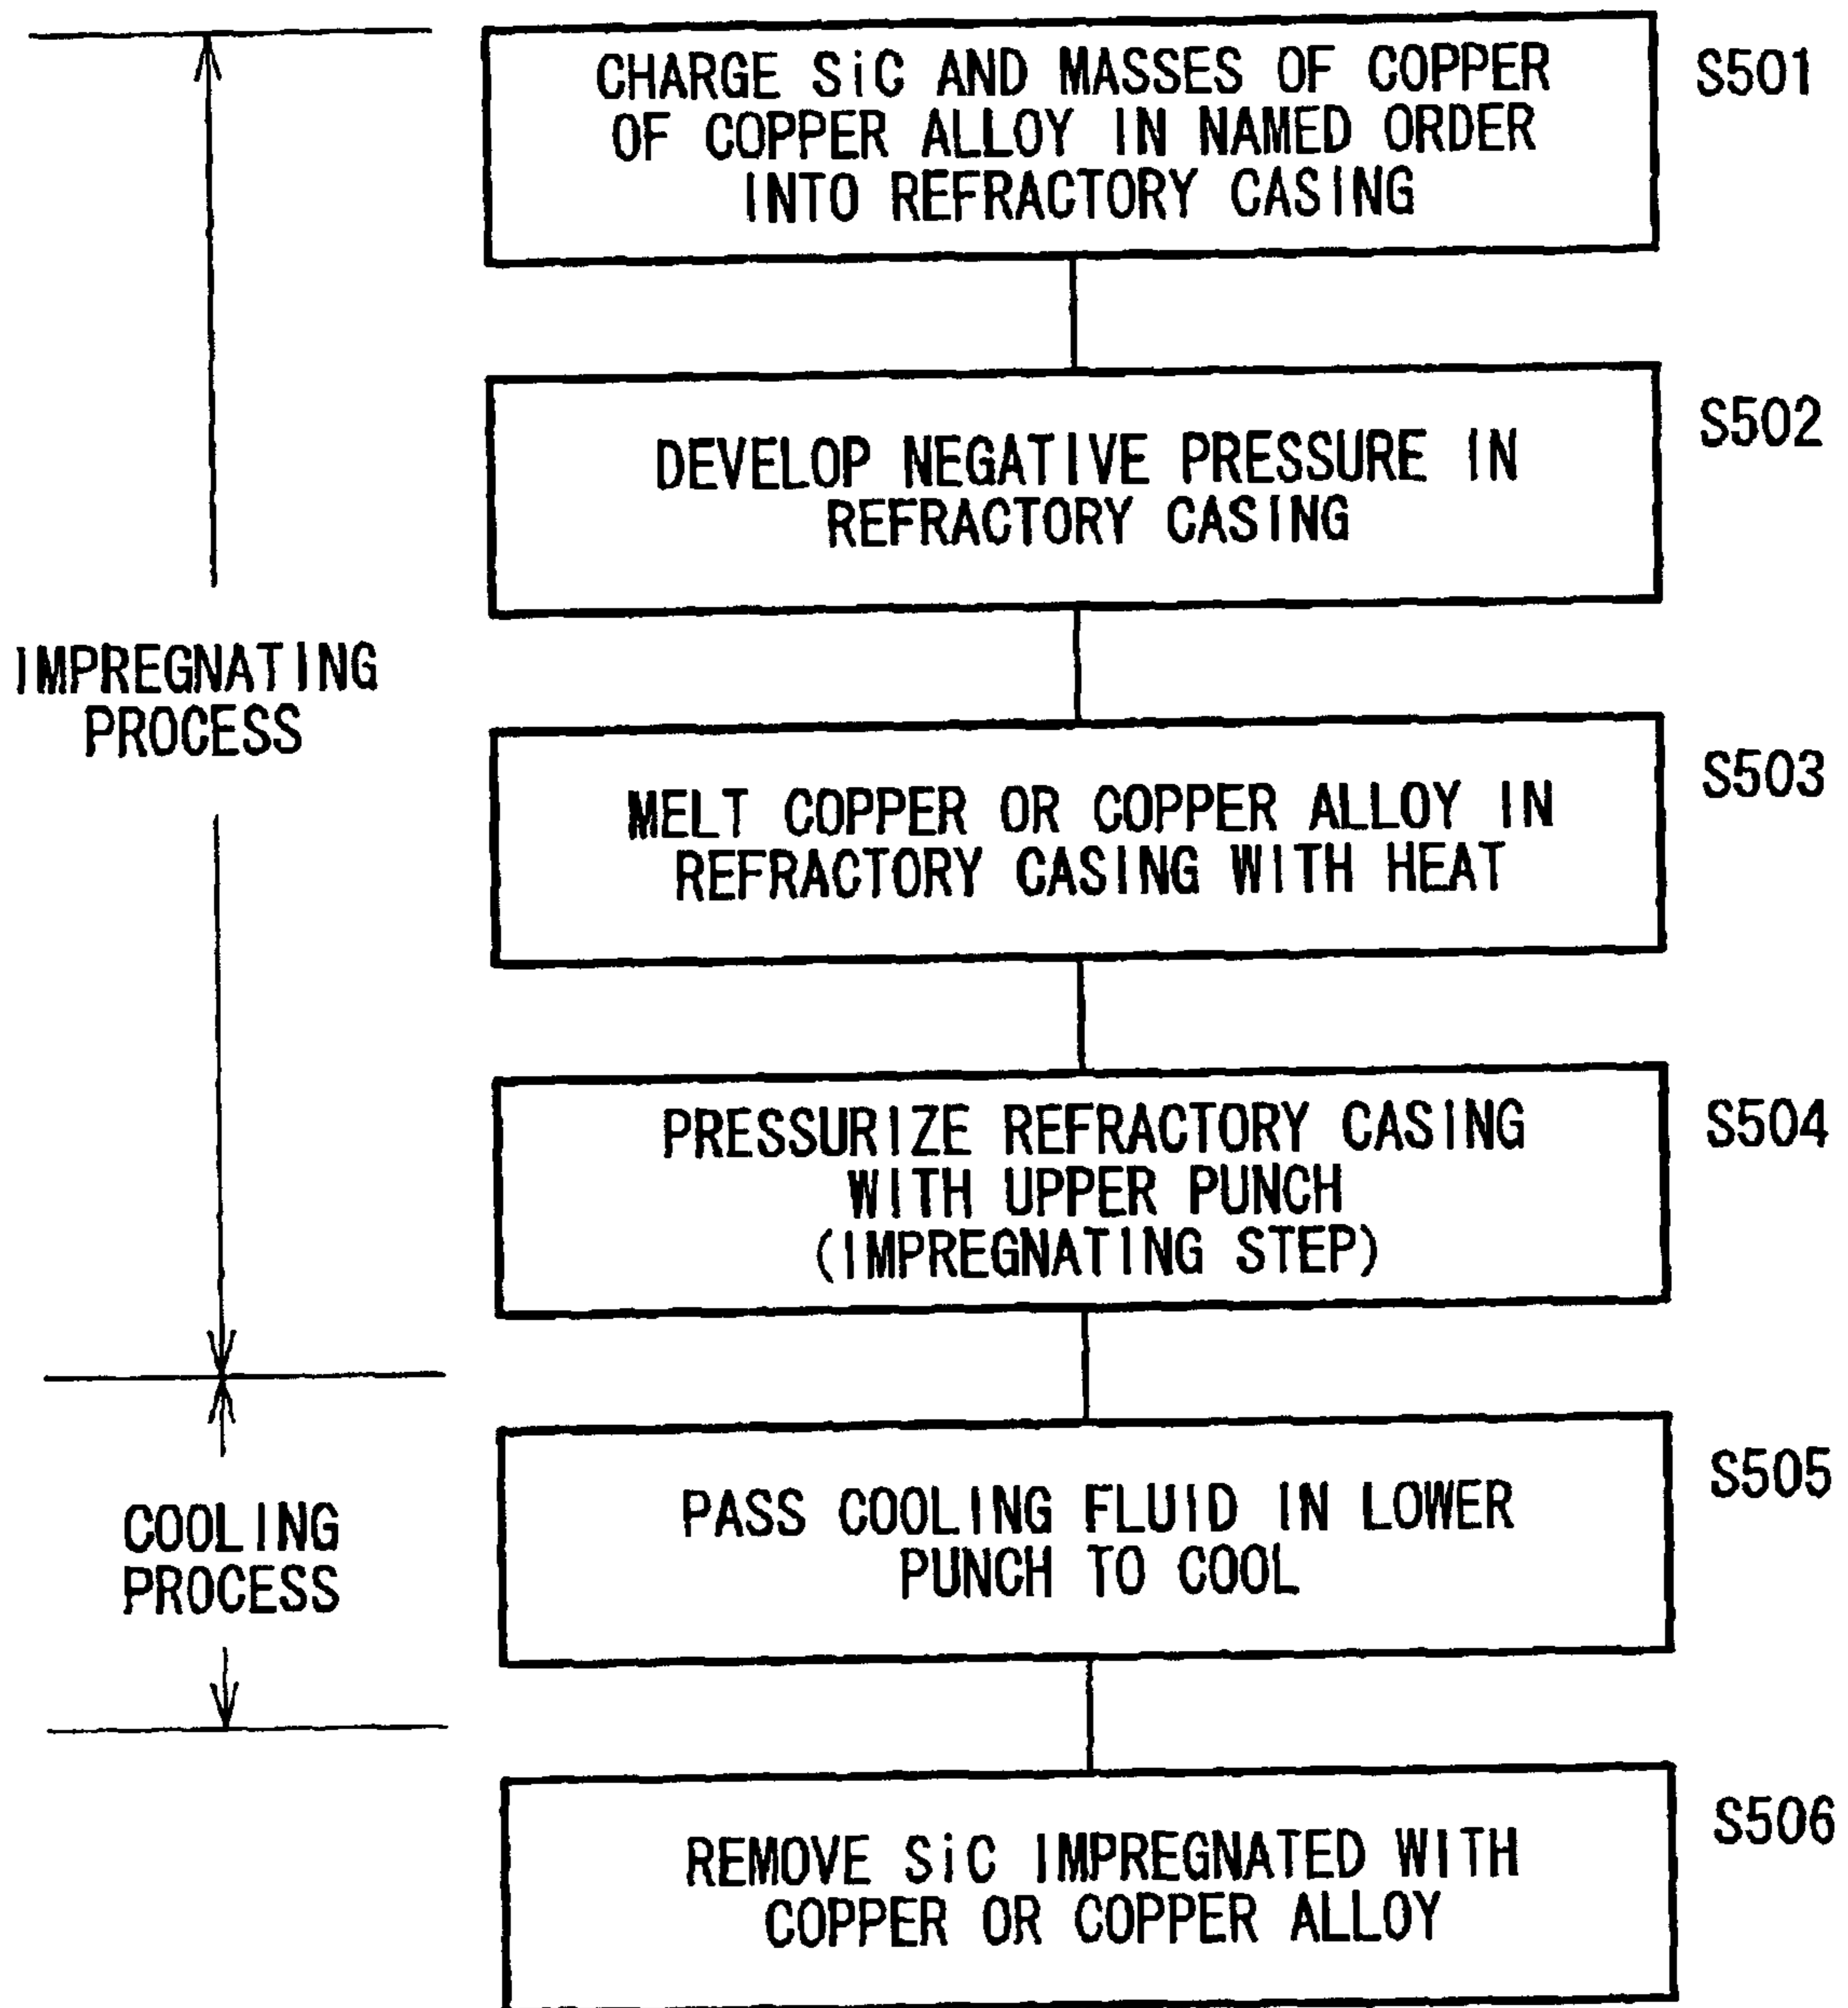 CHARGE SiC AND MASSES OF COPPER
OF COPPER ALLOY IN NAMED ORDER
INTO REFRACTORY CASING
S501
DEVELOP NEGATIVE PRESSURE IN
REFRACTORY CASING
S502
IMPREGNATING
PROCESS
MELT COPPER OR COPPER ALLOY IN
REFRACTORY CASING WITH HEAT
S503
PRESSURIZE REFRACTORY CASING
WITH UPPER PUNCH
(IMPREGNATING STEP)
S504
COOLING
PROCESS
PASS COOLING FLUID IN LOWER
PUNCH TO COOL
S505
REMOVE SiC IMPREGNATED WITH
COPPER OR COPPER ALLOY
S506